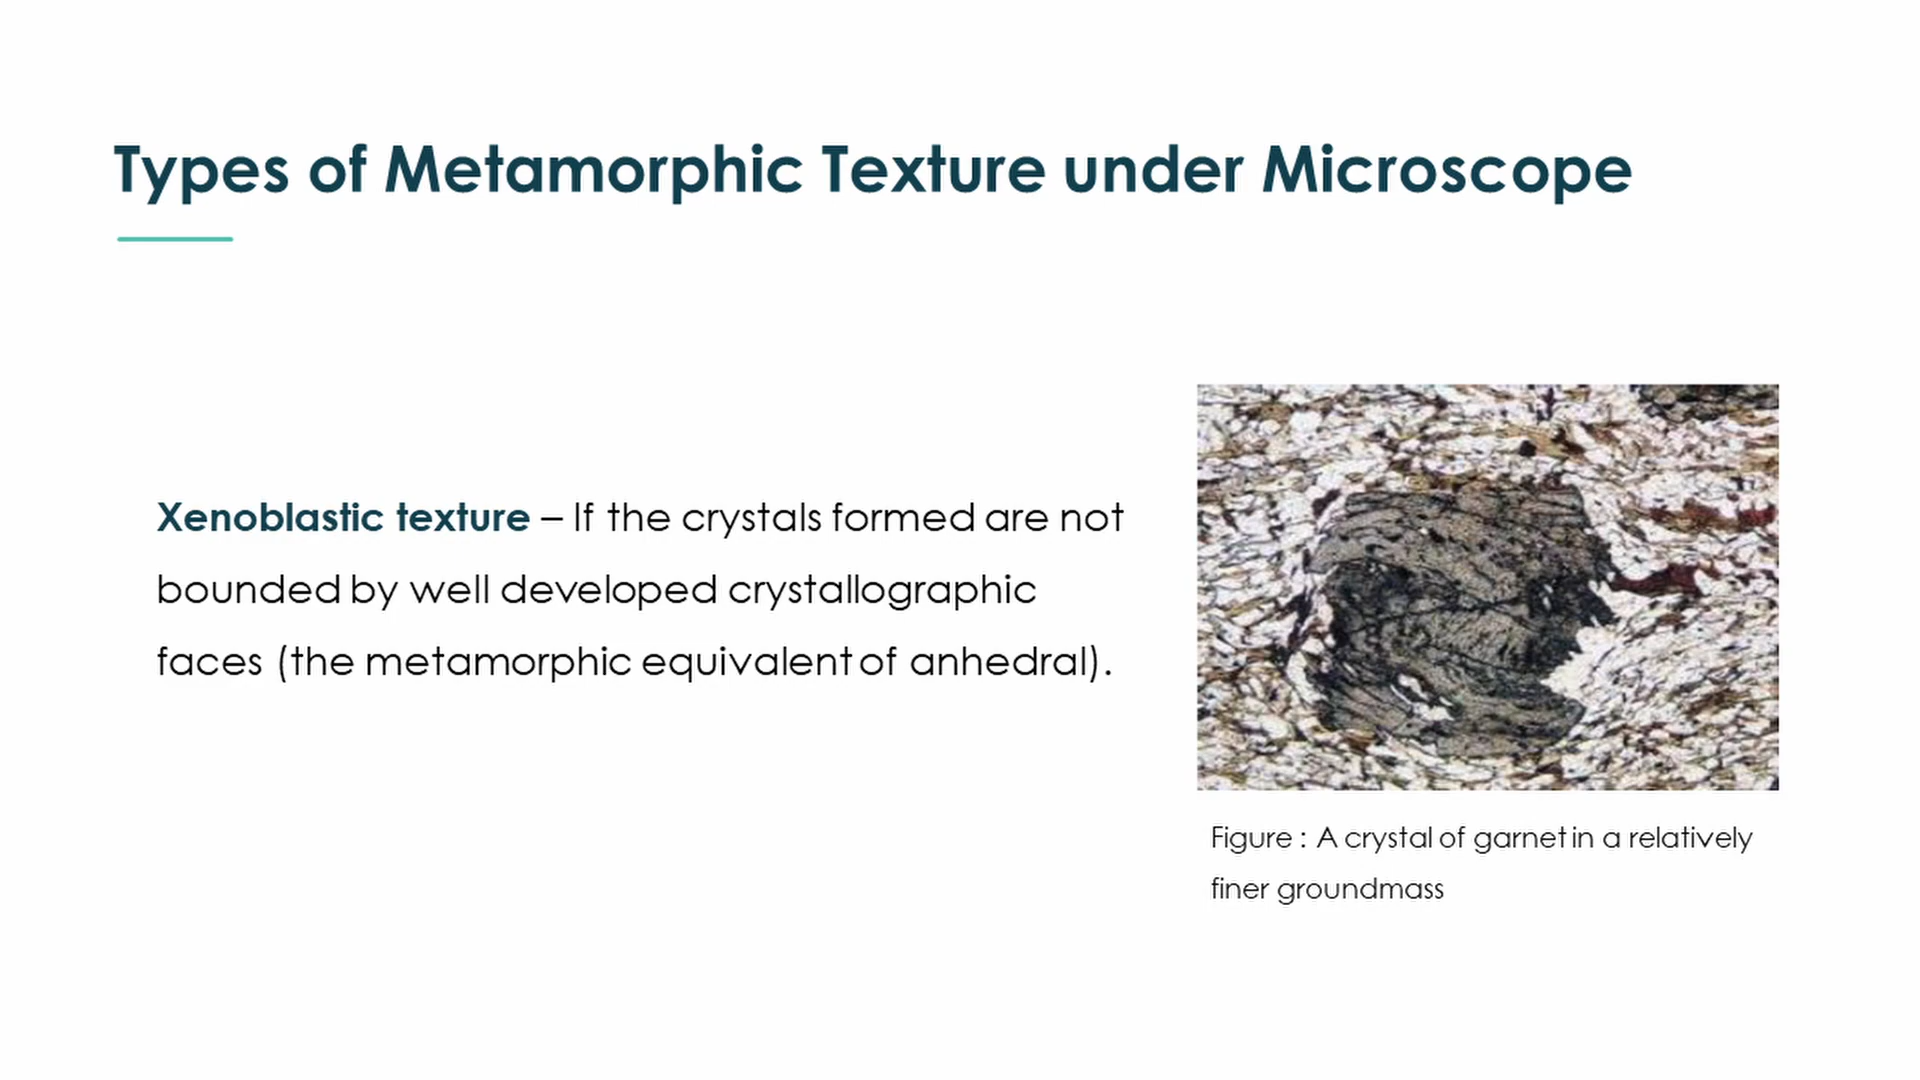 Types of Metamorphic Texture under Microscope
Xenoblastic texture – If the crystals formed are not
bounded by well developed crystallographic
faces (the metamorphic equivalent of anhedral).
Figure : A crystal of garnet in a relatively
finer groundmass